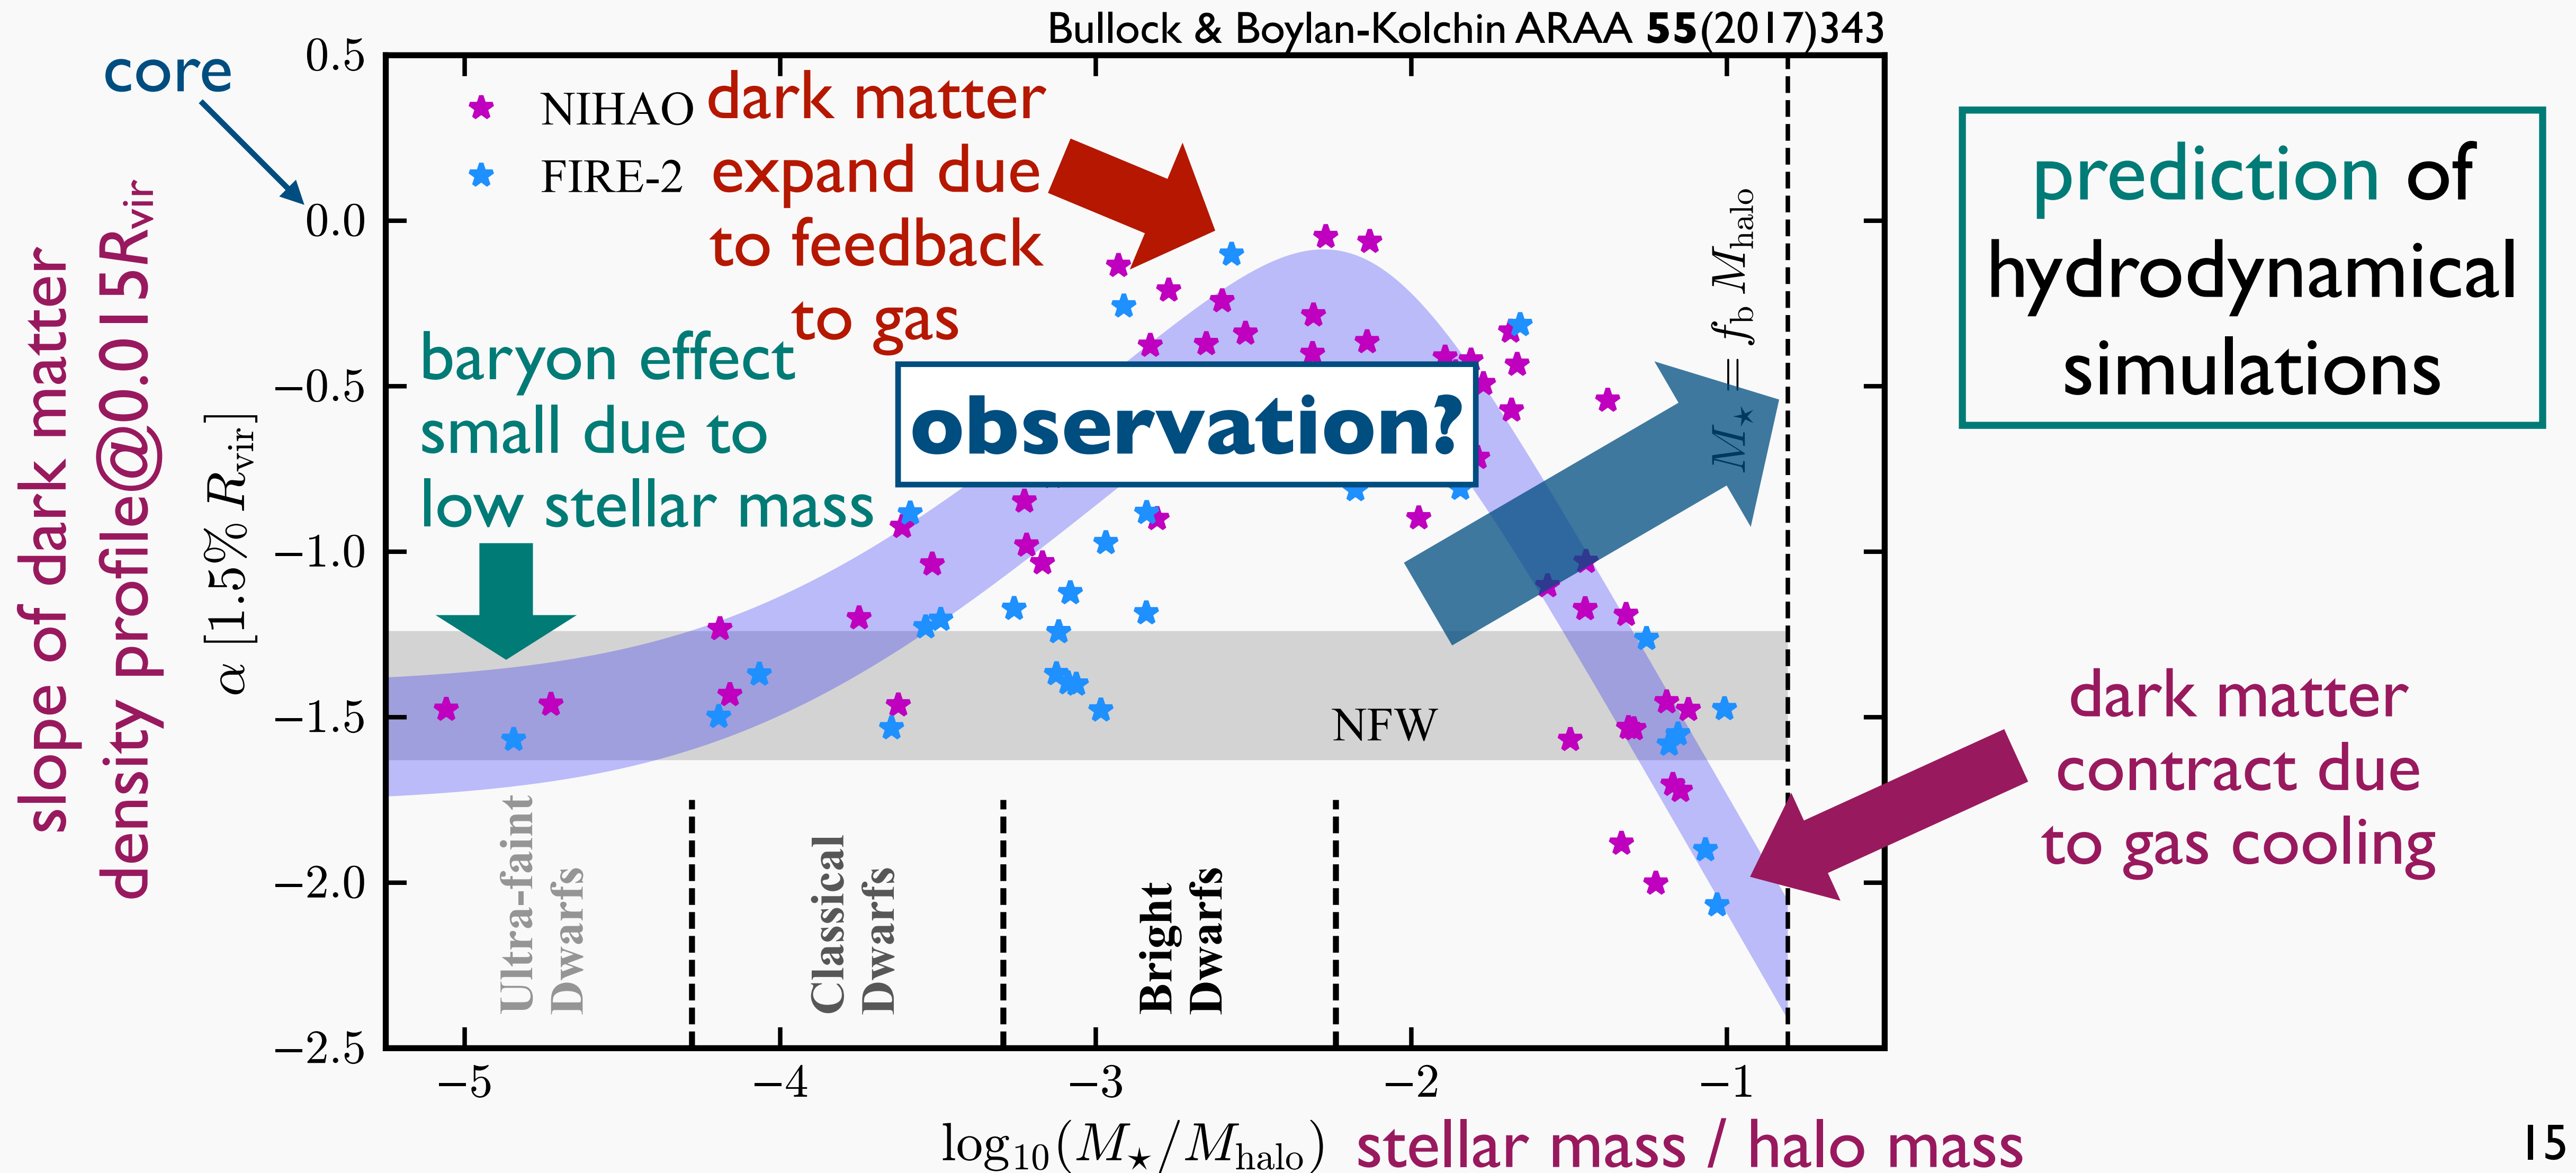 Bullock & Boylan-Kolchin ARAA 55(2017)343
core
0.5
0.0
−0.5
−1.0
−1.5
−2.0
−2.5
slope of dark matter
density profile@0.015Rvir
α [1.5% Rvir]
NIHAO
FIRE-2
dark matter
expand due
to feedback
to gas
baryon effect
small due to
low stellar mass
observation?
M⋆ = fb Mhalo
prediction of
hydrodynamical
simulations
NFW
dark matter
contract due
to gas cooling
Ultra-faint
Dwarfs
Classical
Dwarfs
Bright
Dwarfs
−5
−4
−3
−2
−1
log10(M⋆/Mhalo) stellar mass / halo mass
15